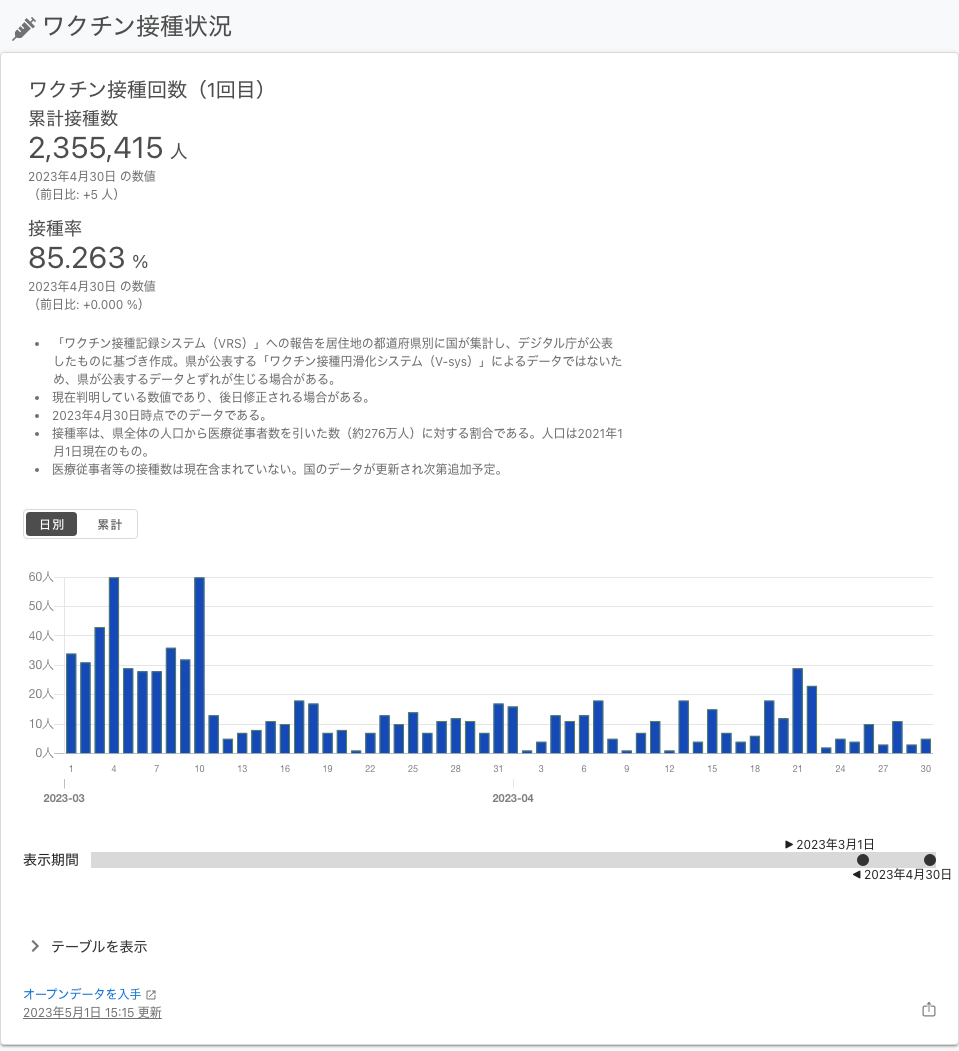 ワクチン接種状況
ワクチン接種回数（1回目）
累計接種数
2,355,415 人
2023年4月30日 の数値
（前日比: +5 人）
接種率
85.263 %
2023年4月30日 の数値
（前日比: +0.000 %）
• 「ワクチン接種記録システム（VRS）」への報告を居住地の都道府県別に国が集計し、デジタル庁が公表
したものに基づき作成。県が公表する「ワクチン接種円滑化システム（V-sys）」によるデータではないた
め、県が公表するデータとずれが生じる場合がある。
• 現在判明している数値であり、後日修正される場合がある。
• 2023年4月30日時点でのデータである。
• 接種率は、県全体の人口から医療従事者数を引いた数（約276万人）に対する割合である。人口は2021年1
月1日現在のもの。
• 医療従事者等の接種数は現在含まれていない。国のデータが更新され次第追加予定。
日別 累計
60人
50人
40人
30人
20人
10人
0人
1 4 7 10 13 16 19 22 25 28 31 3 6 9 12 15 18 21 24 27 30
2023-03 2023-04
▶ 2023年3月1日
表示期間
◀ 2023年4月30日
テーブルを表示
オープンデータを入手
2023年5月1日 15:15 更新